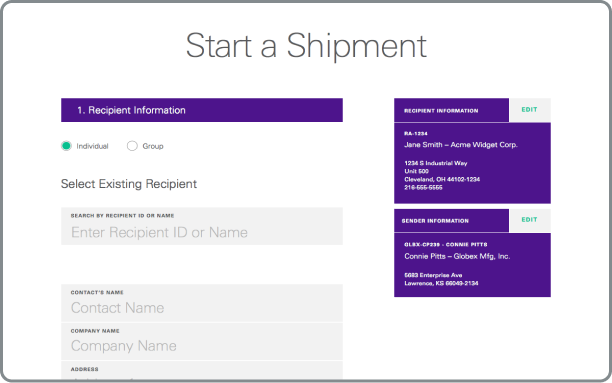 Start a Shipment
1. Recipient Information
Individual
Group
Select Existing Recipient
SEARCH BY RECIPIENT ID OR NAME
Enter Recipient ID or Name
CONTACT'S NAME
Contact Name
COMPANY NAME
Company Name
ADDRESS
RECIPIENT INFORMATION
EDIT
RA-1234
Jane Smith – Acme Widget Corp.
1234 S Industrial Way
Unit 500
Cleveland, OH 44102-1234
216-555-5555
SENDER INFORMATION
EDIT
GLBX-CP239 - CONNIE PITTS
Connie Pitts – Globex Mfg, Inc.
5683 Enterprise Ave
Lawrence, KS 66049-2134